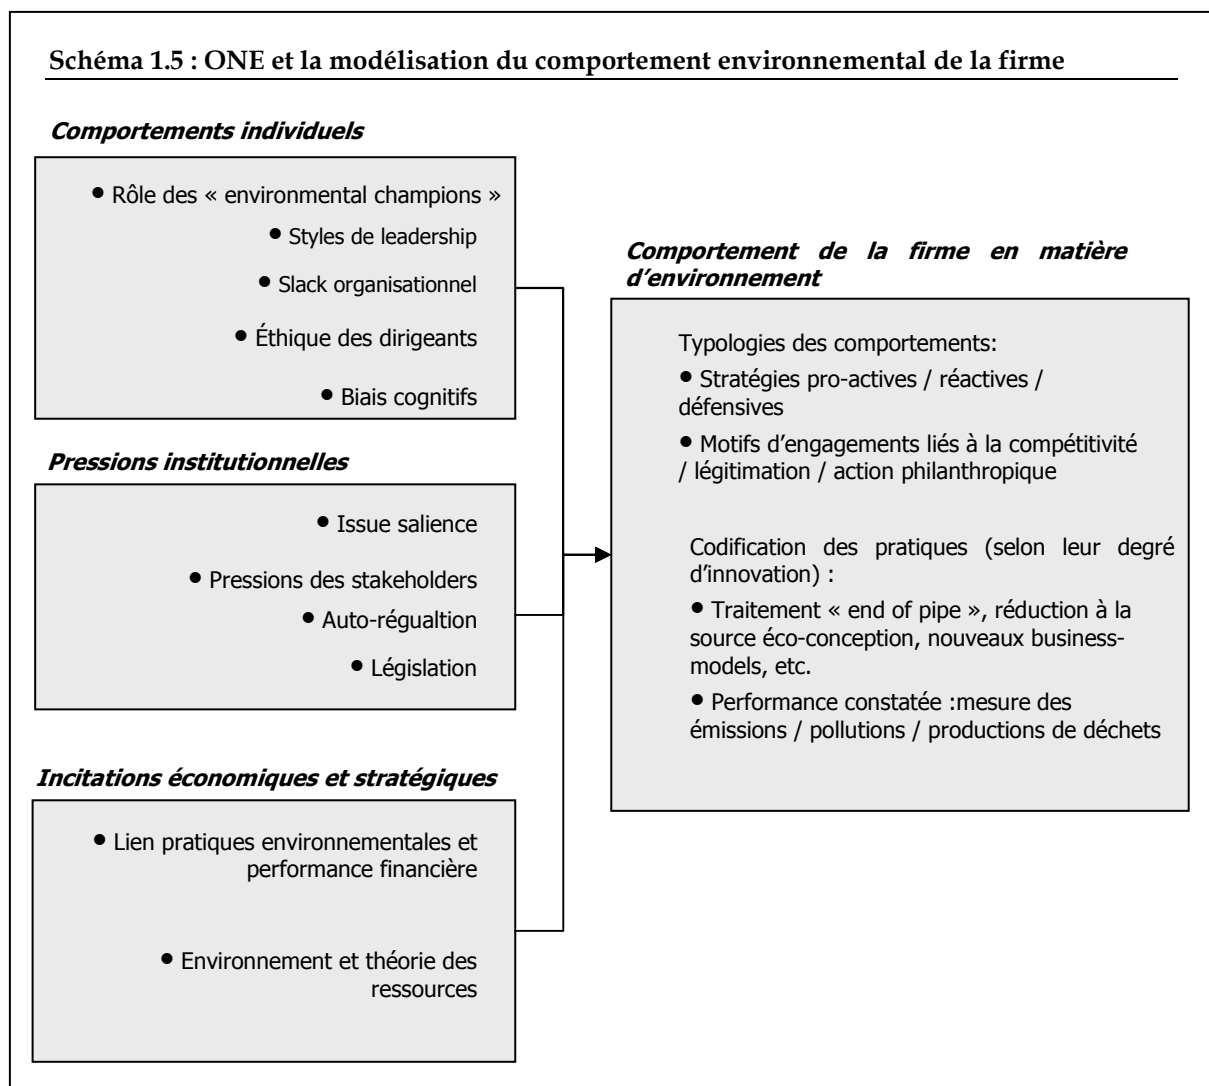 Schéma 1.5 : ONE et la modélisation du comportement environnemental de la firme
Comportements individuels
● Rôle des « environmental champions »
● Styles de leadership
● Slack organisationnel
● Éthique des dirigeants
● Biais cognitifs
Pressions institutionnelles
● Issue salience
● Pressions des stakeholders
● Auto-régualtion
● Législation
Incitations économiques et stratégiques
● Lien pratiques environnementales et
performance financière
● Environnement et théorie des
ressources
Comportement de la firme en matière
d’environnement
Typologies des comportements:
● Stratégies pro-actives / réactives /
défensives
● Motifs d’engagements liés à la compétitivité
/ légitimation / action philanthropique
Codification des pratiques (selon leur degré
d’innovation) :
● Traitement « end of pipe », réduction à la
source éco-conception, nouveaux business-
models, etc.
● Performance constatée :mesure des
émissions / pollutions / productions de déchets